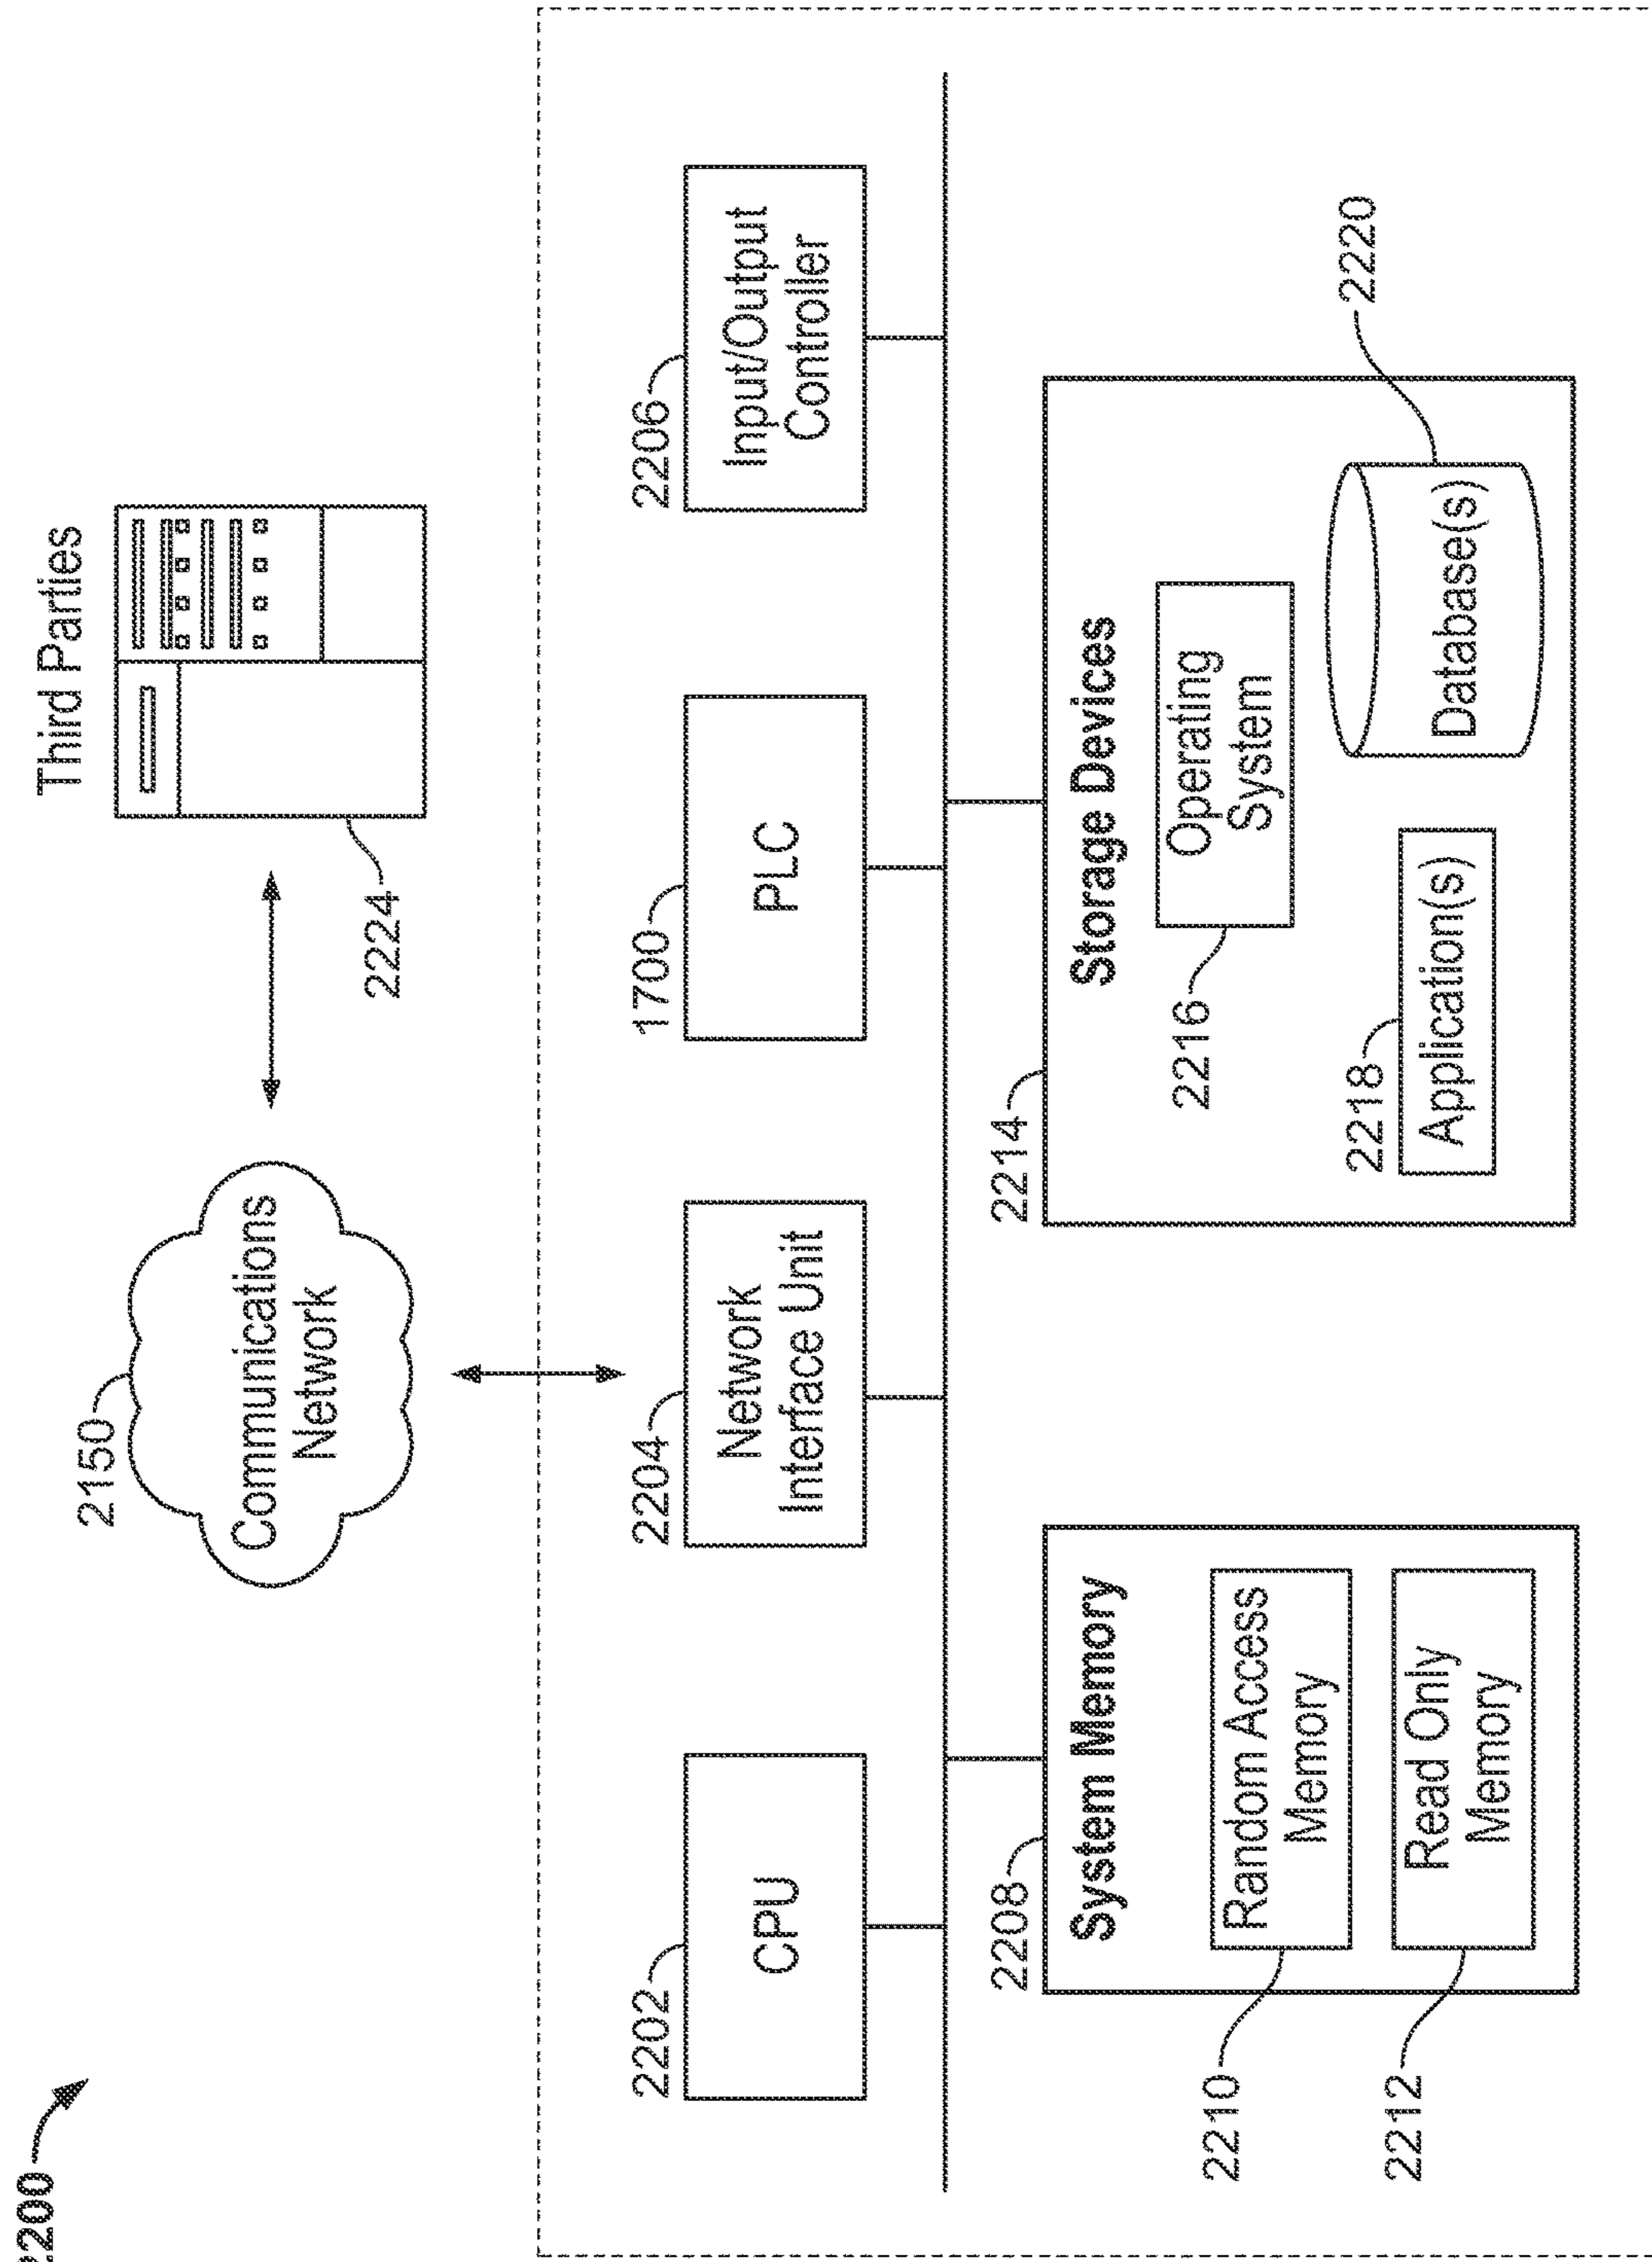 2200
Third Parties
2150
Communications
Network
2224
2202
CPU
2204
Network
Interface Unit
1700
PLC
2206
Input/Output
Controller
2208
System Memory
2210
Random Access
Memory
2212
Read Only
Memory
2214
Storage Devices
2216
Operating
System
2218
Application(s)
2220
Database(s)